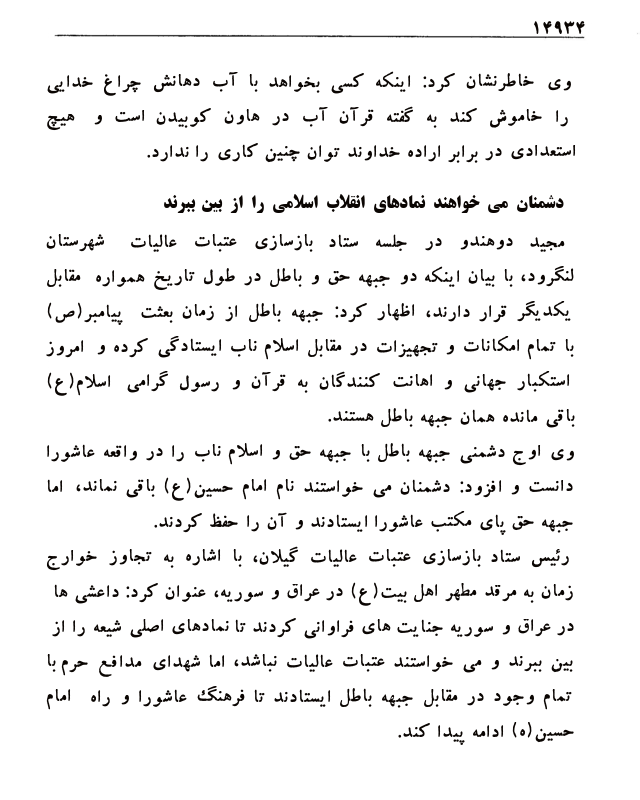 ۱۴۹۳۴
وی خاطرنشان کرد: اینکه کسی بخواهد با آب دهانش چراغ خدایی
را خاموش کند به گفته قرآن آب در هاون کوبیدن است و هیچ
استعدادی در برابر اراده خداوند توان چنین کاری را ندارد.
دشمنان می خواهند نمادهای انقلاب اسلامی را از بین ببرند
مجید دوهندو در جلسه ستاد بازسازی عتبات عالیات شهرستان
لنگرود، با بیان اینکه دو جبهه حق و باطل در طول تاریخ همواره مقابل
یکدیگر قرار دارند، اظهار کرد: جبهه باطل از زمان بعثت پیامبر(ص)
با تمام امکانات و تجهیزات در مقابل اسلام ناب ایستادگی کرده و امروز
استکبار جهانی و اهانت کنندگان به قرآن و رسول گرامی اسلام(ع)
باقی مانده همان جبهه باطل هستند.
وی اوج دشمنی جبهه باطل با جبهه حق و اسلام ناب را در واقعه عاشورا
دانست و افزود: دشمنان می خواستند نام امام حسین(ع) باقی نماند، اما
جبهه حق پای مکتب عاشورا ایستادند و آن را حفظ کردند.
رئیس ستاد بازسازی عتبات عالیات گیلان، با اشاره به تجاوز خوارج
زمان به مرقد مطهر اهل بیت(ع) در عراق و سوریه، عنوان کرد: داعشی ها
در عراق و سوریه جنایت های فراوانی کردند تا نمادهای اصلی شیعه را از
بین ببرند و می خواستند عتبات عالیات نباشد، اما شهدای مدافع حرم با
تمام وجود در مقابل جبهه باطل ایستادند تا فرهنگ عاشورا و راه امام
حسین(ه) ادامه پیدا کند.